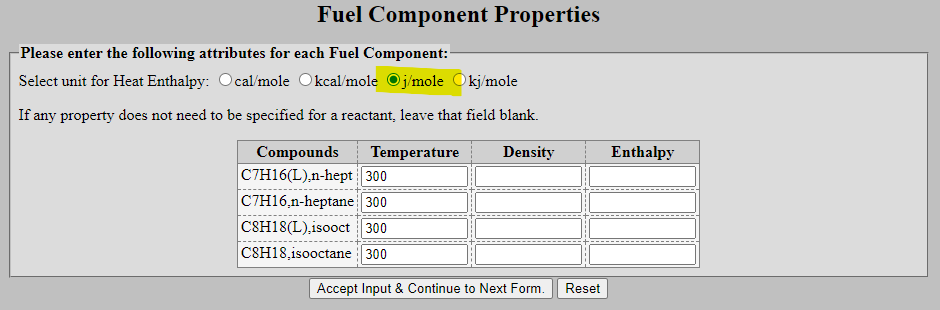 Fuel Component Properties
Please enter the following attributes for each Fuel Component:
Select unit for Heat Enthalpy: cal/mole kcal/mole j/mole kj/mole
If any property does not need to be specified for a reactant, leave that field blank.
Compounds Temperature Density Enthalpy
C7H16(L),n-hept 300
C7H16,n-heptane 300
C8H18(L),isooct 300
C8H18,isooctane 300
Accept Input & Continue to Next Form. Reset